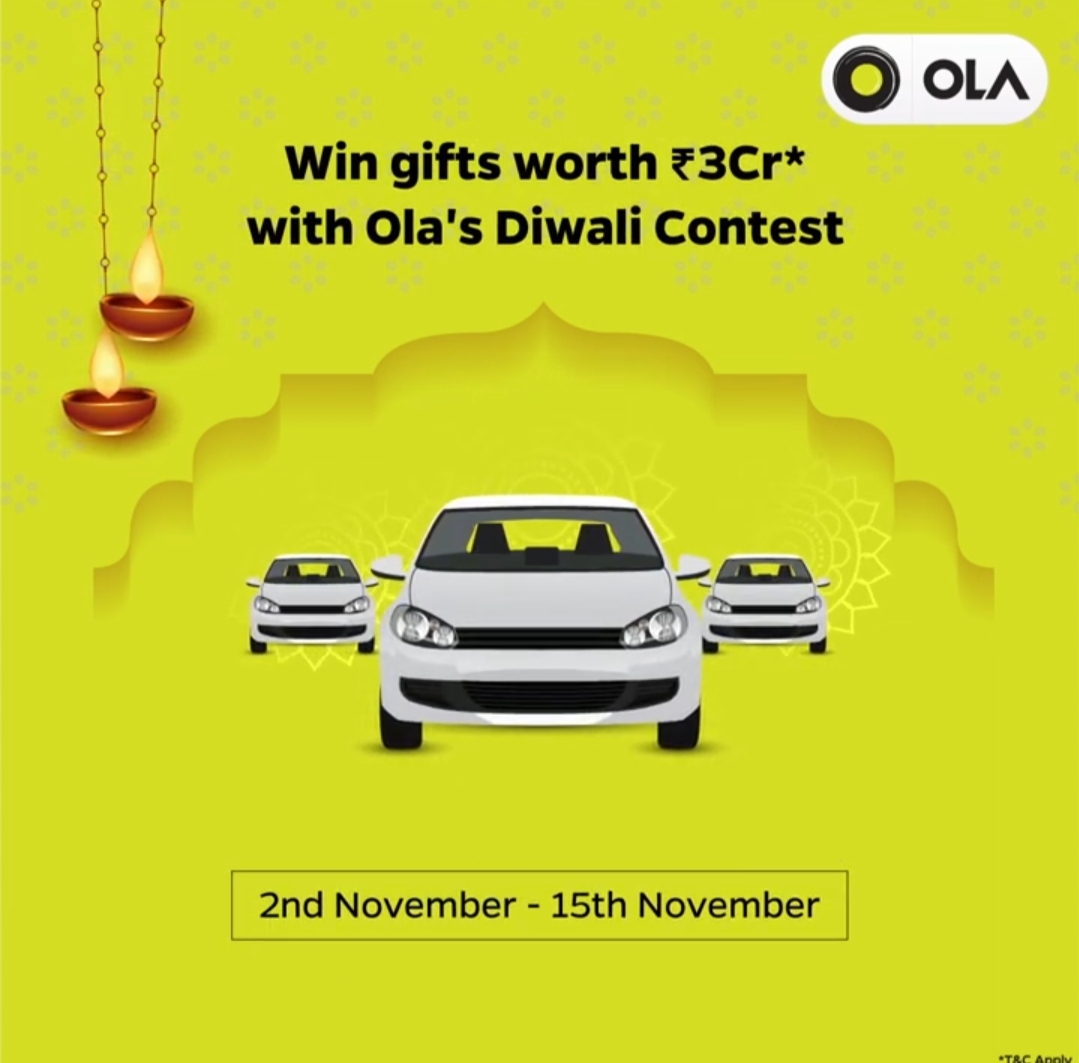 OLA
Win gifts worth ₹3Cr*
with Ola's Diwali Contest
2nd November - 15th November
*T&C Apply